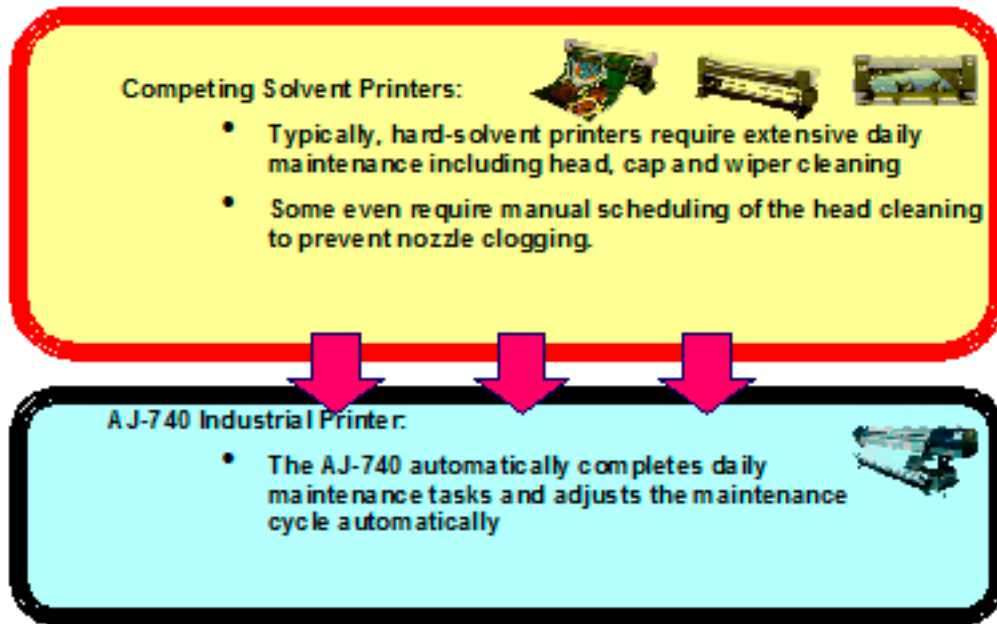 Competing Solvent Printers:
• Typically, hard-solvent printers require extensive daily
maintenance including head, cap and wiper cleaning
• Some even require manual scheduling of the head cleaning
to prevent nozzle clogging.
AJ-740 Industrial Printer:
• The AJ-740 automatically completes daily
maintenance tasks and adjusts the maintenance
cycle automatically